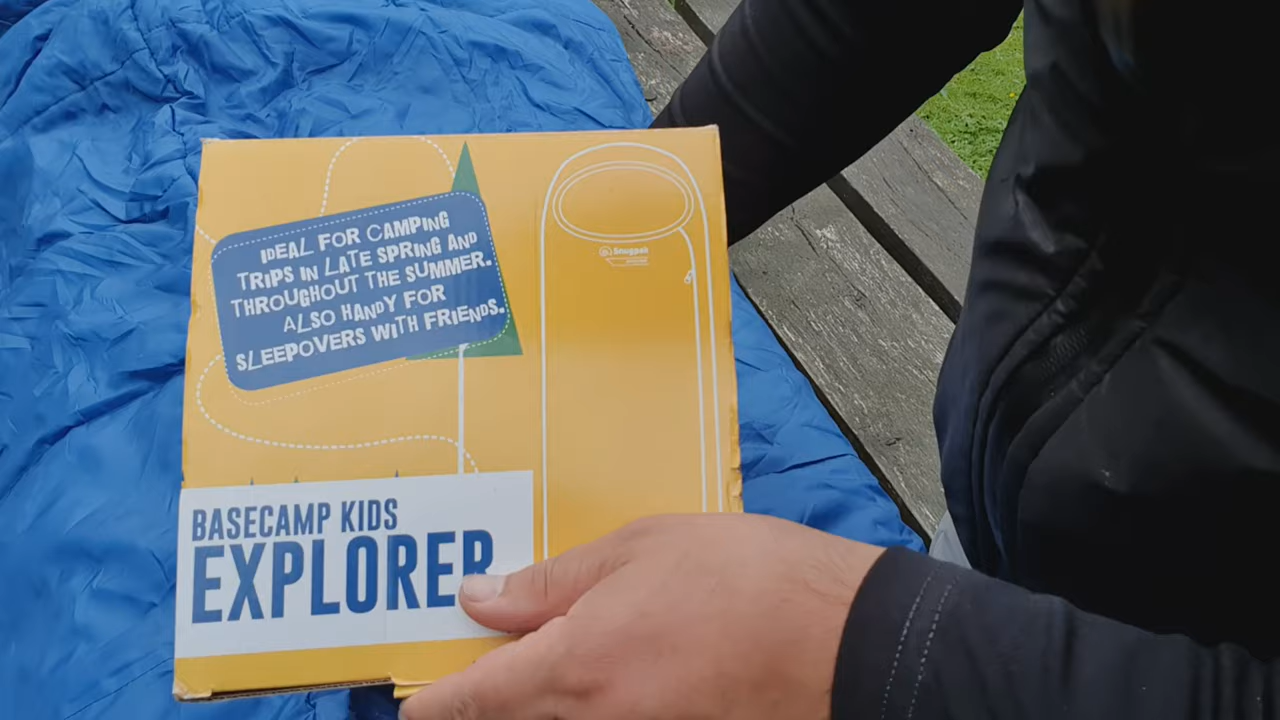 IDEAL FOR CAMPING
TRIPS IN LATE SPRING AND
THROUGHOUT THE SUMMER.
ALSO HANDY FOR
SLEEPOVERS WITH FRIENDS.
Snugpak
BASECAMP KIDS
EXPLORER